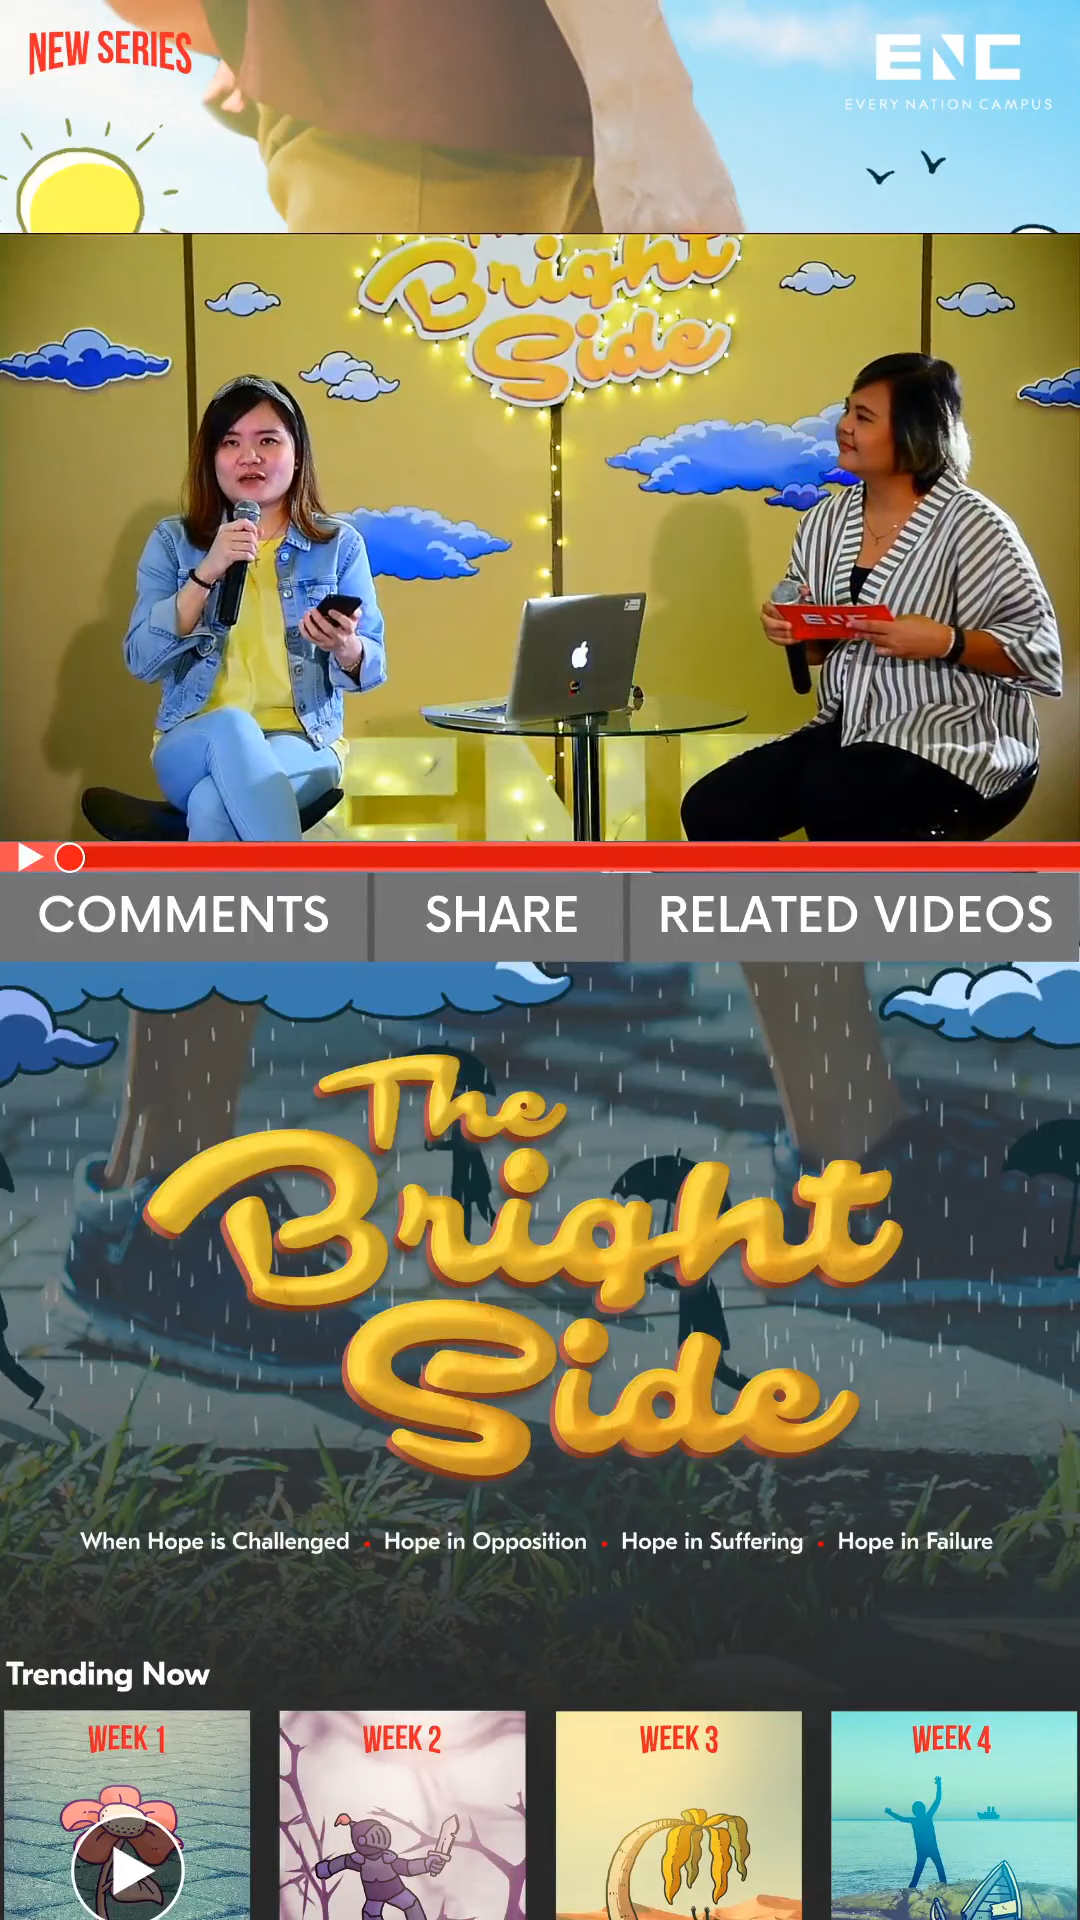 NEW SERIES
ENC
EVERY NATION CAMPUS
Bright
Side
ENC
COMMENTS
SHARE
RELATED VIDEOS
The
Bright
Side
When Hope is Challenged • Hope in Opposition • Hope in Suffering • Hope in Failure
Trending Now
WEEK 1
WEEK 2
WEEK 3
WEEK 4